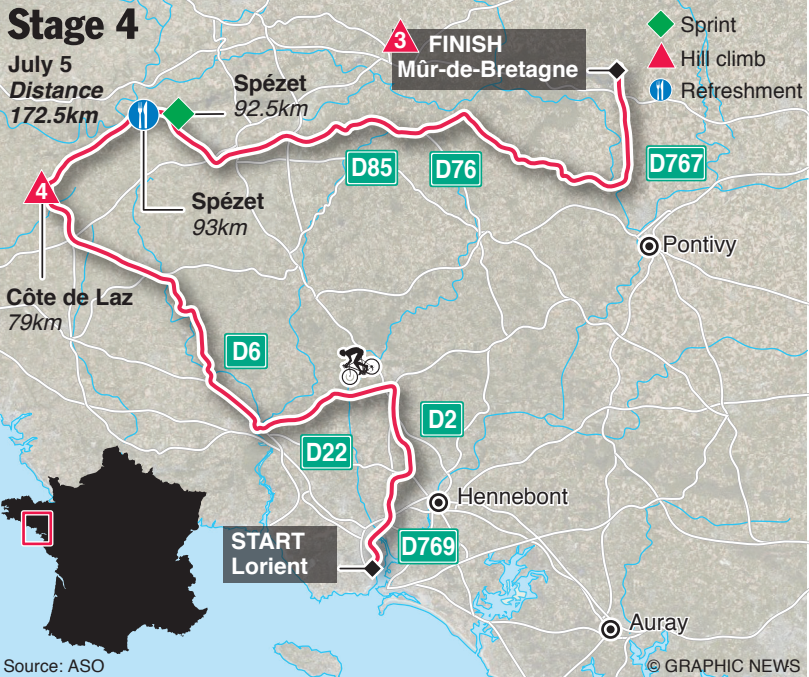 Stage 4
July 5
Distance
172.5km
3 FINISH
Mûr-de-Bretagne
Sprint
Hill climb
Refreshment
Spézet
92.5km
D85
D76
D767
4
Spézet
93km
Pontivy
Côte de Laz
79km
D6
D2
D22
Hennebont
START
Lorient
D769
Auray
Source: ASO
© GRAPHIC NEWS